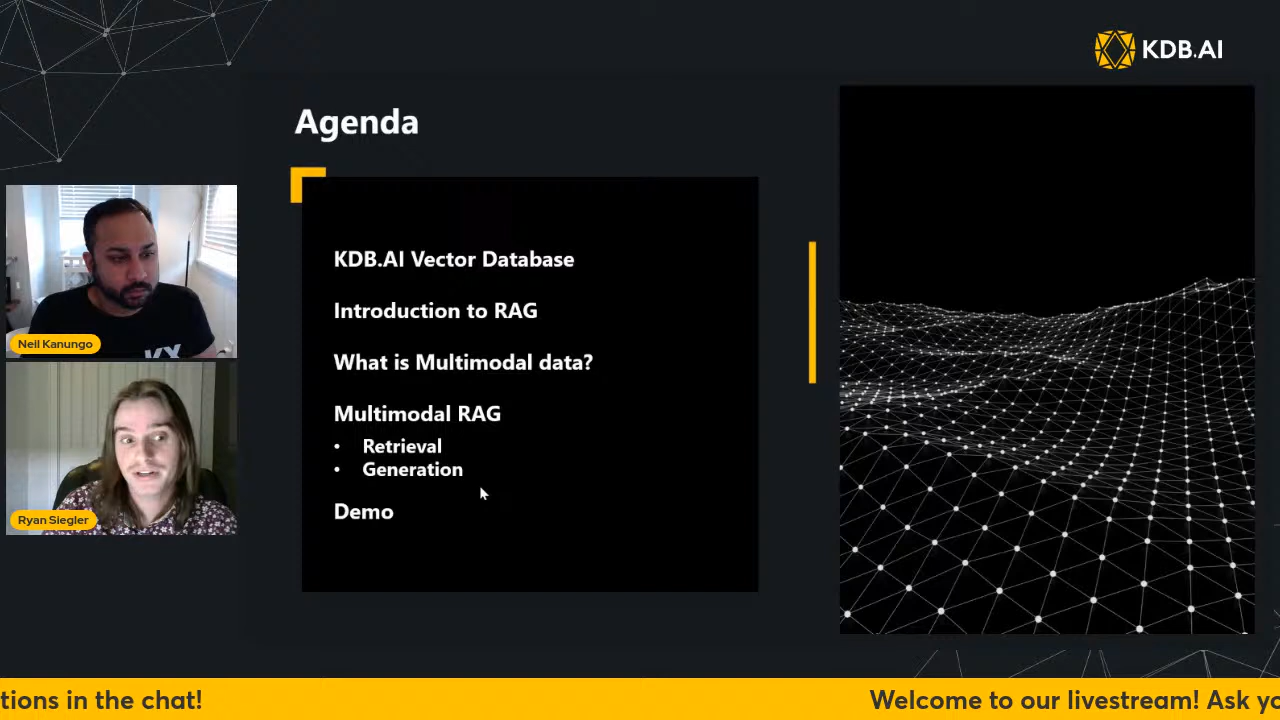 KDB.AI
Agenda
KDB.AI Vector Database
Introduction to RAG
What is Multimodal data?
Multimodal RAG
• Retrieval
• Generation
Demo
Neil Kanungo
KX
Ryan Siegler
tions in the chat!
Welcome to our livestream! Ask yo